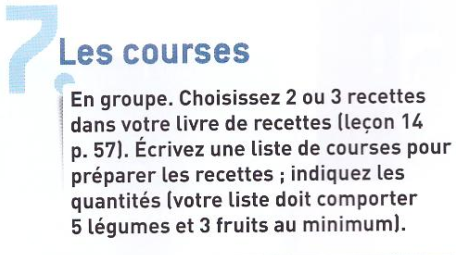 7. Les courses
En groupe. Choisissez 2 ou 3 recettes
dans votre livre de recettes (leçon 14
p. 57). Écrivez une liste de courses pour
préparer les recettes ; indiquez les
quantités (votre liste doit comporter
5 légumes et 3 fruits au minimum).